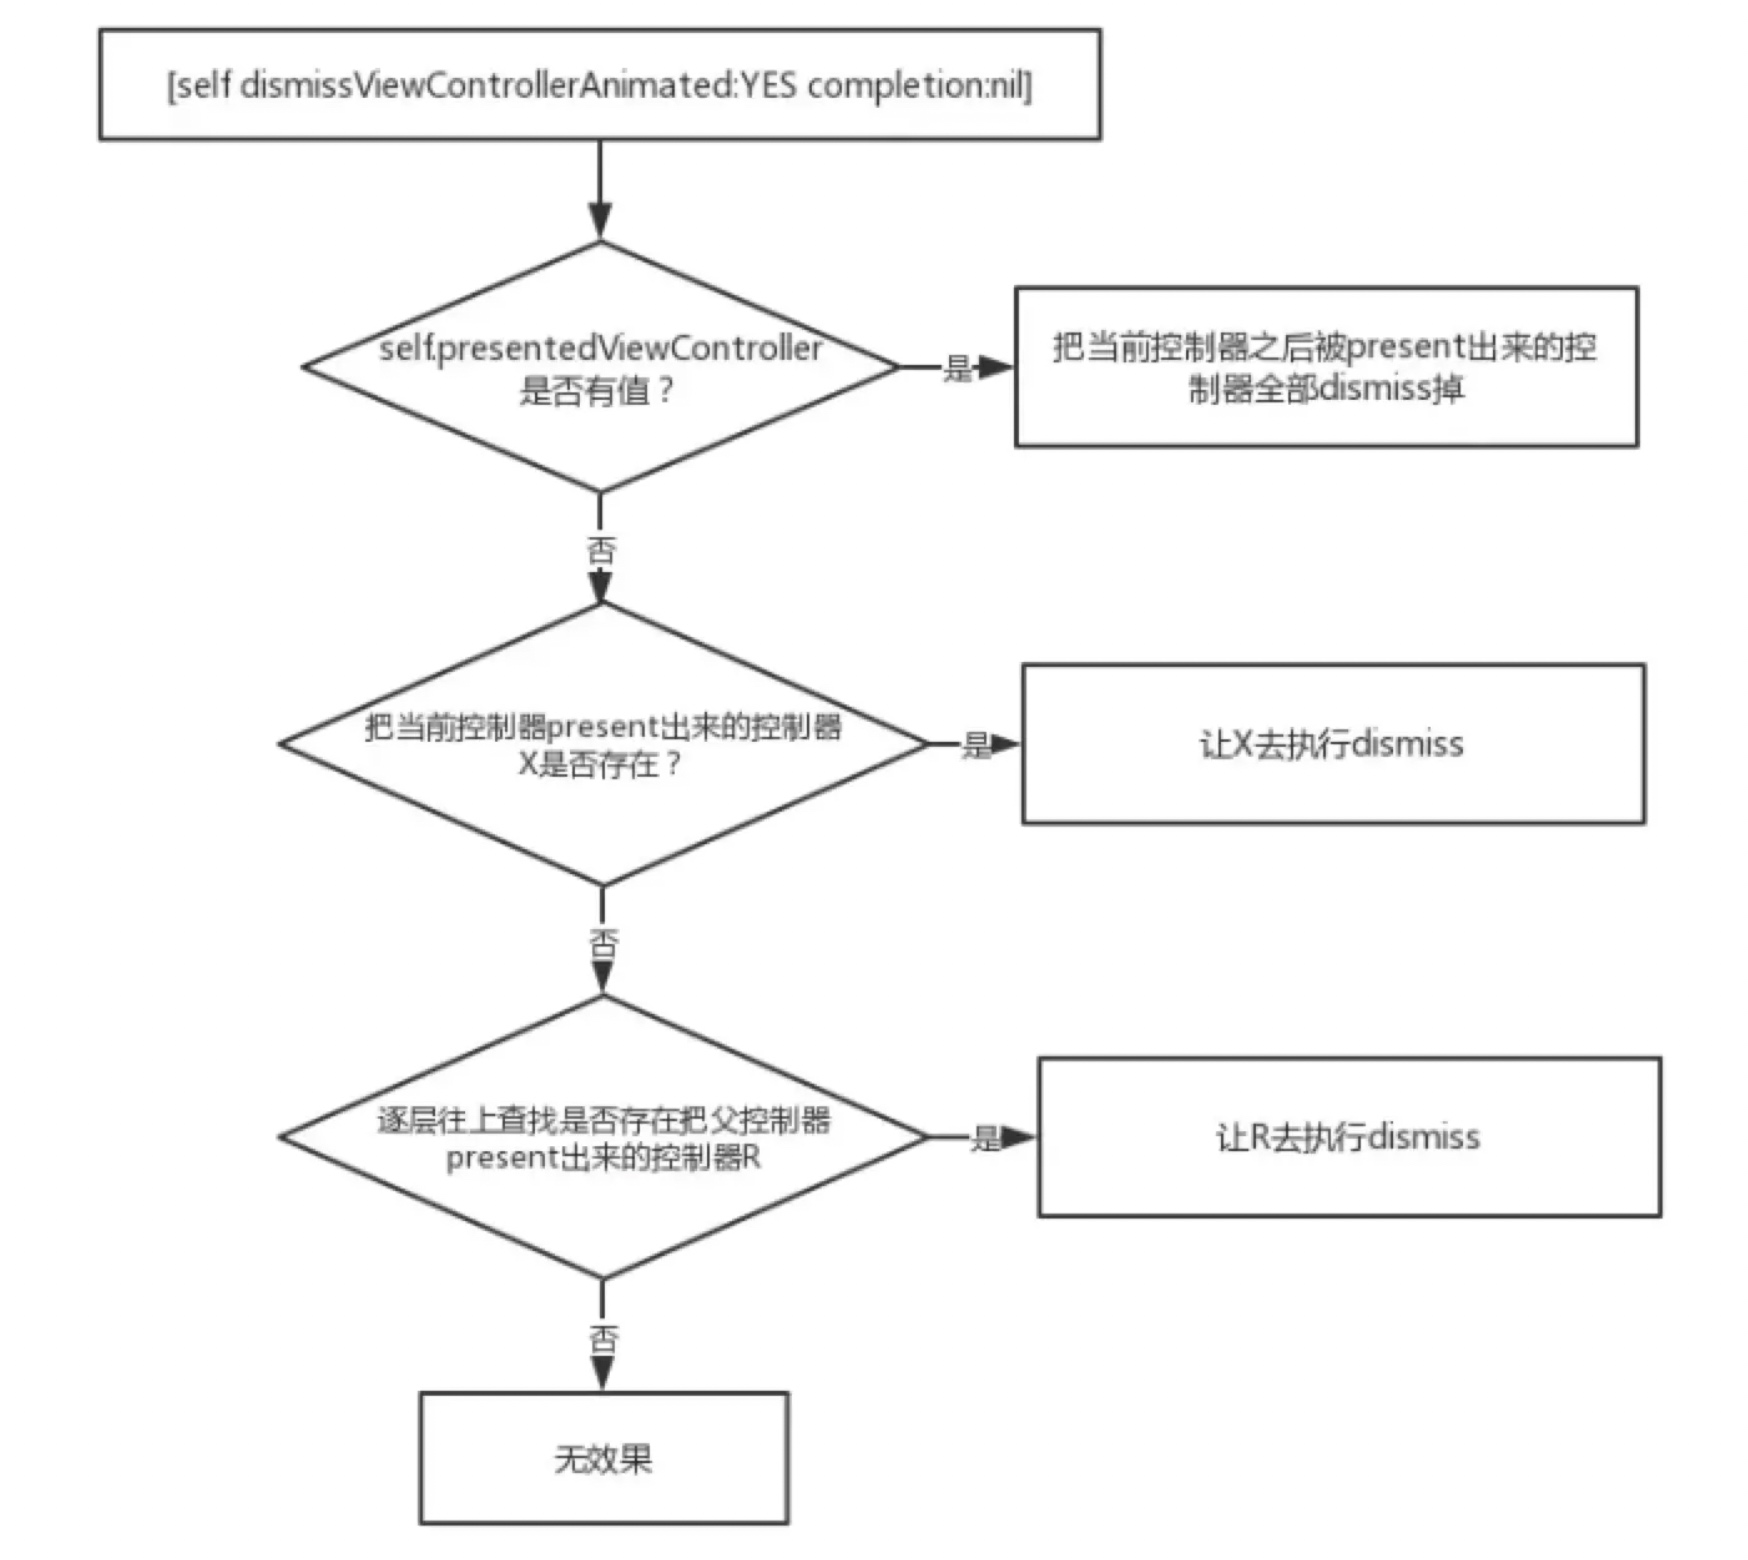 [self dismissViewControllerAnimated:YES completion:nil]
self.presentedViewController
是否有值？
是
把当前控制器之后被present出来的控
制器全部dismiss掉
否
把当前控制器present出来的控制器
X是否存在？
是
让X去执行dismiss
否
逐层往上查找是否存在把父控制器
present出来的控制器R
是
让R去执行dismiss
否
无效果